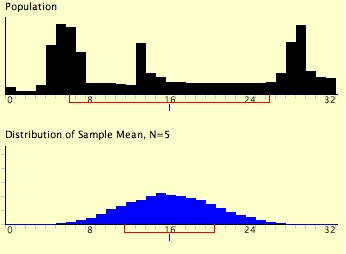 Population
0 8 16 24 32
Distribution of Sample Mean, N=5
0 8 16 24 32